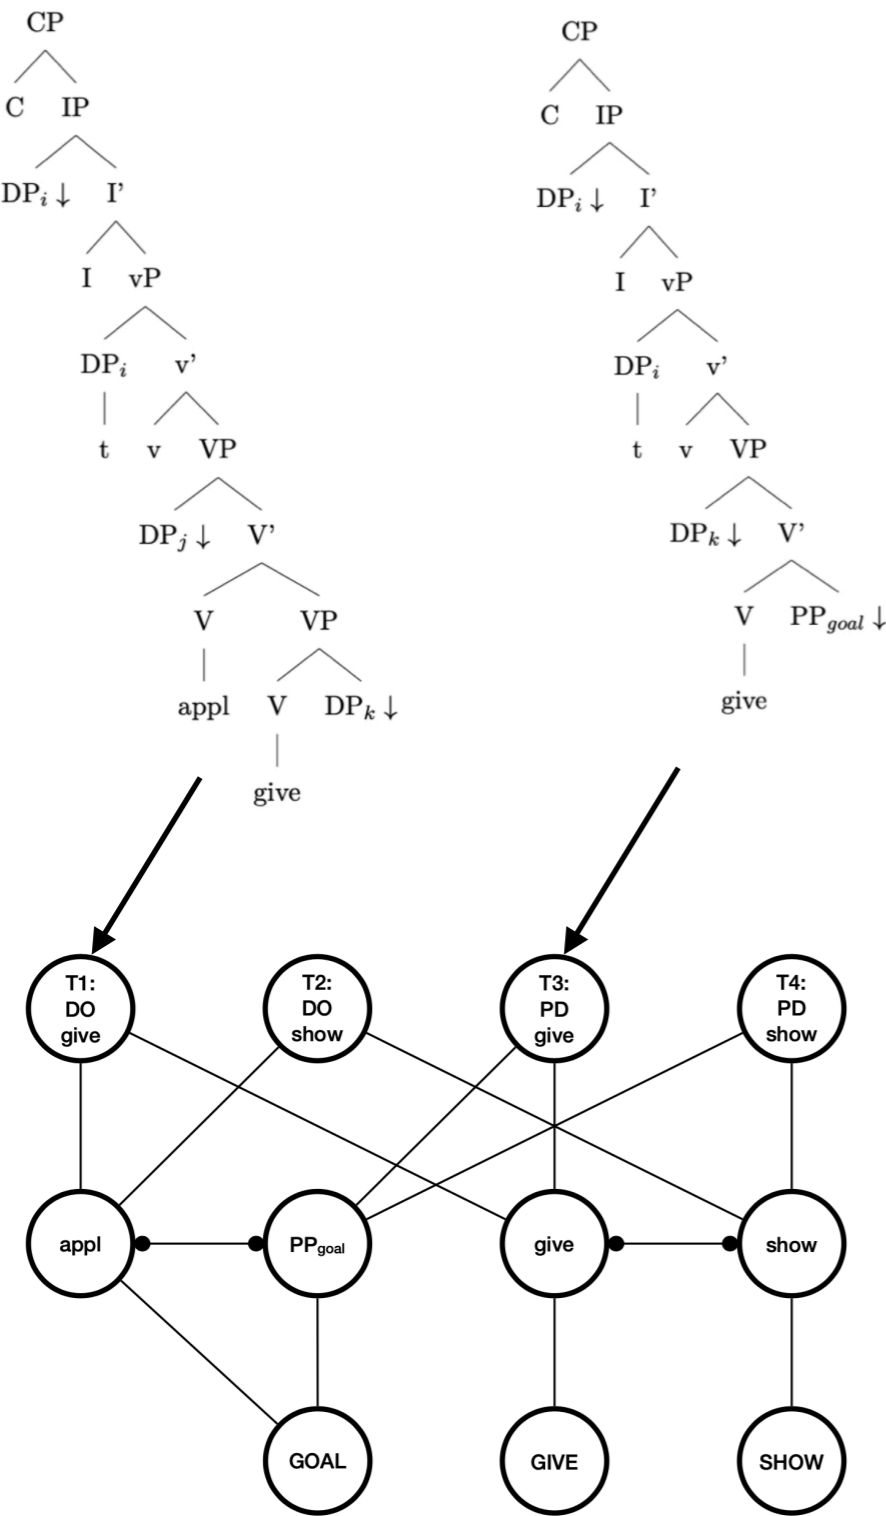 CP
C IP
DPi ↓ I’
I vP
DPi v’
t v VP
DPj ↓ V’
V VP
appl V DPk ↓
give
CP
C IP
DPi ↓ I’
I vP
DPi v’
t v VP
DPk ↓ V’
V PPgoal ↓
give
T1:
DO
give
T2:
DO
show
T3:
PD
give
T4:
PD
show
appl
PPgoal
give
show
GOAL
GIVE
SHOW